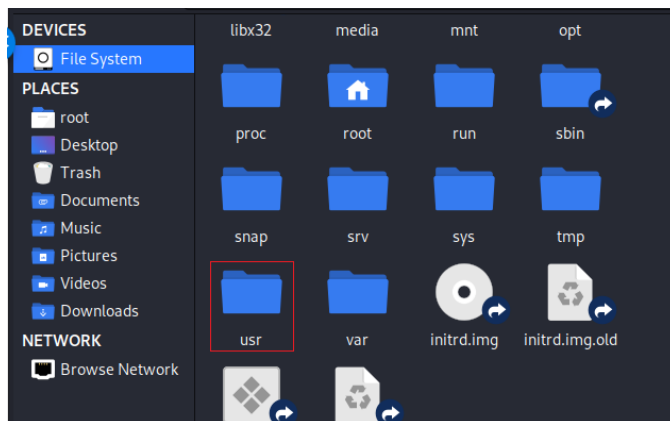 DEVICES
File System
PLACES
root
Desktop
Trash
Documents
Music
Pictures
Videos
Downloads
NETWORK
Browse Network
libx32 media mnt opt
proc root run sbin
snap srv sys tmp
usr var initrd.img initrd.img.old